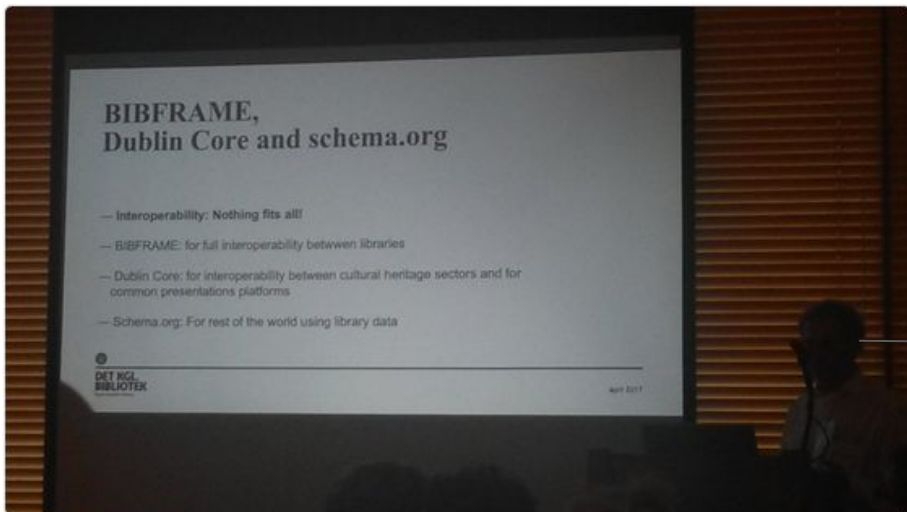 BIBFRAME,
Dublin Core and schema.org
— Interoperability: Nothing fits all!
— BIBFRAME: for full interoperability betwwen libraries
— Dublin Core: for interoperability between cultural heritage sectors and for
common presentations platforms
— Schema.org: For rest of the world using library data
DET KGL.
BIBLIOTEK
april 2017